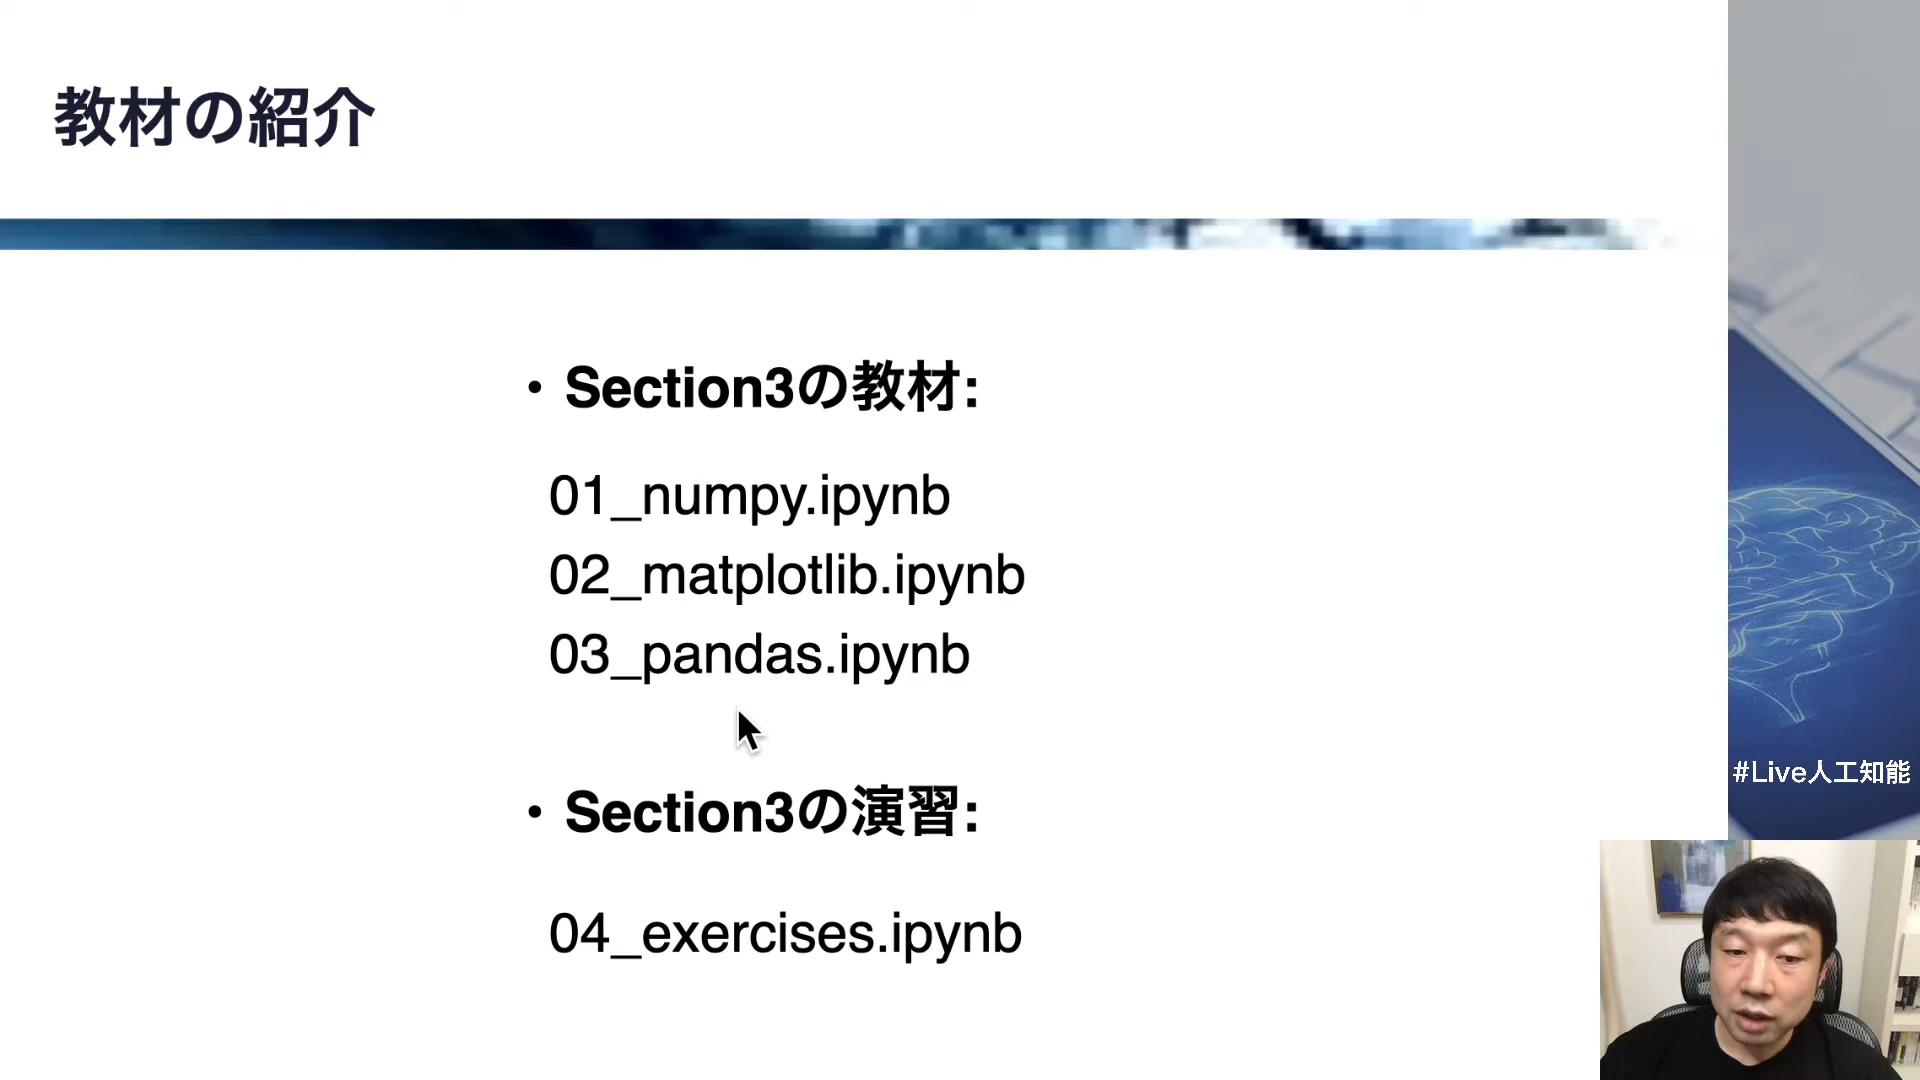 教材の紹介
• Section3の教材:
01_numpy.ipynb
02_matplotlib.ipynb
03_pandas.ipynb
• Section3の演習:
04_exercises.ipynb
#Live人工知能